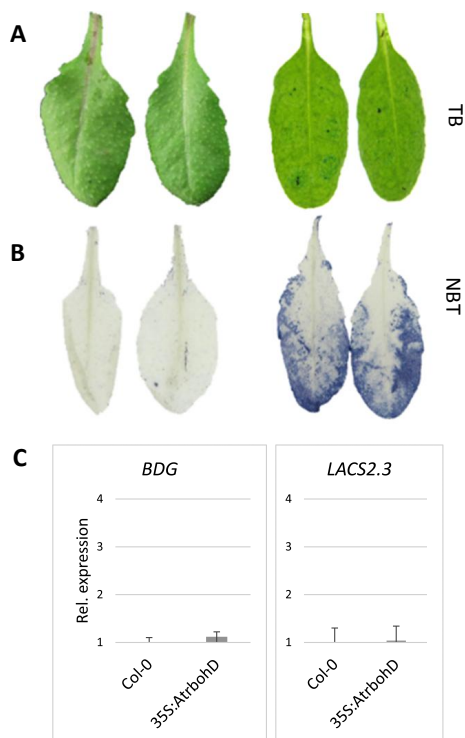 A
TB
B
NBT
C
BDG
LACS2.3
4
3
2
1
Rel. expression
Col-0
35S:AtrbohD
4
3
2
1
Col-0
35S:AtrbohD